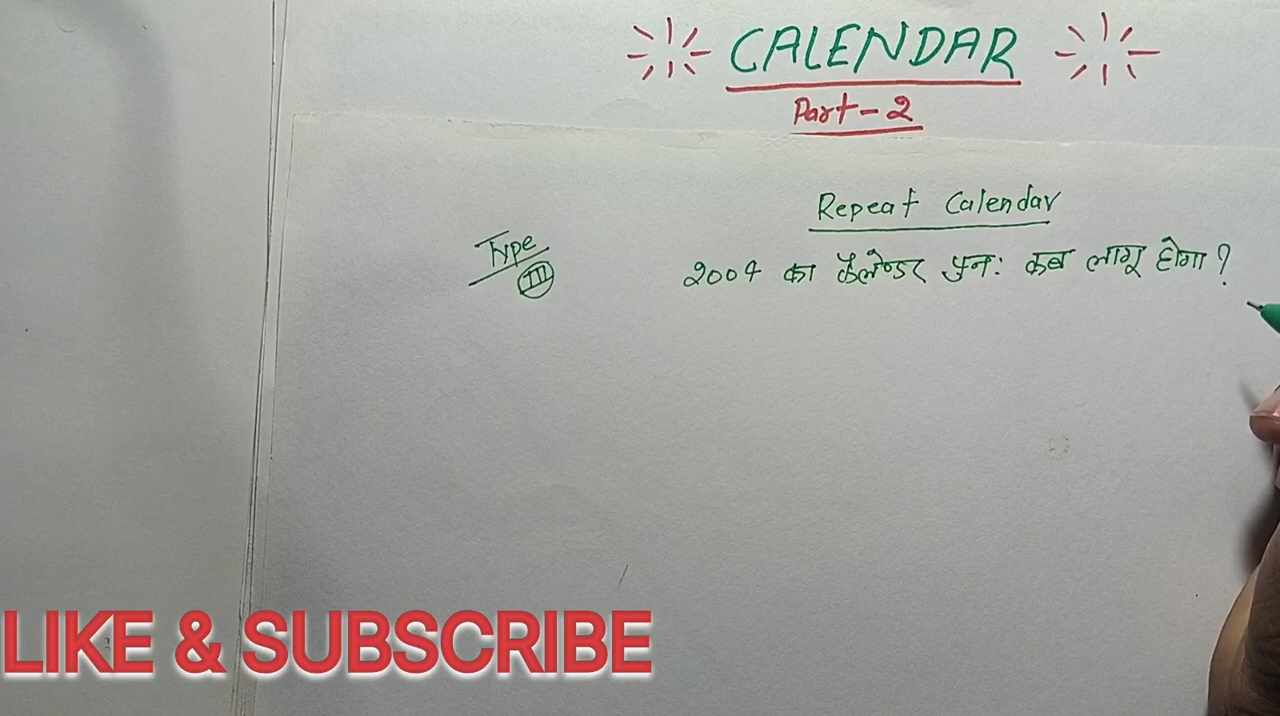 CALENDAR
Part-2
Repeat Calendar
Type
III
2004 का कैलेण्डर पुन: कब लागू होगा?
LIKE & SUBSCRIBE